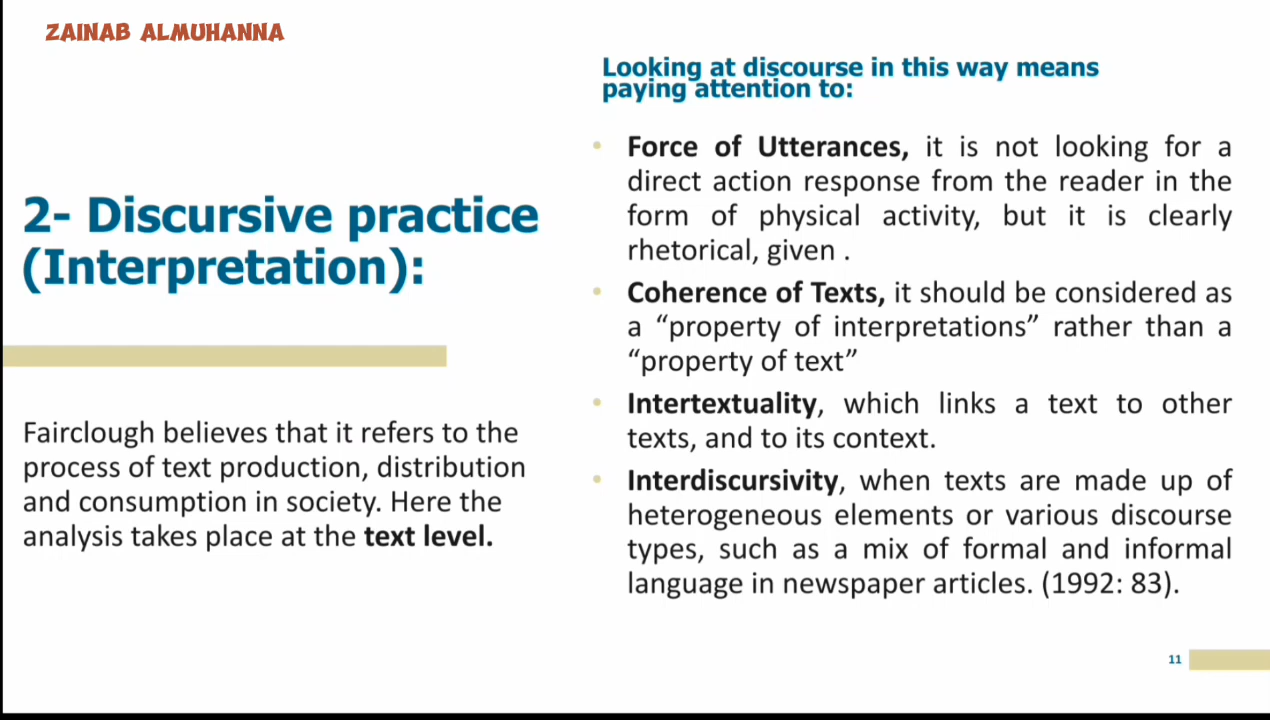 ZAINAB ALMUHANNA
2- Discursive practice
(Interpretation):
Fairclough believes that it refers to the
process of text production, distribution
and consumption in society. Here the
analysis takes place at the text level.
Looking at discourse in this way means
paying attention to:
• Force of Utterances, it is not looking for a
direct action response from the reader in the
form of physical activity, but it is clearly
rhetorical, given .
• Coherence of Texts, it should be considered as
a “property of interpretations” rather than a
“property of text”
• Intertextuality, which links a text to other
texts, and to its context.
• Interdiscursivity, when texts are made up of
heterogeneous elements or various discourse
types, such as a mix of formal and informal
language in newspaper articles. (1992: 83).
11